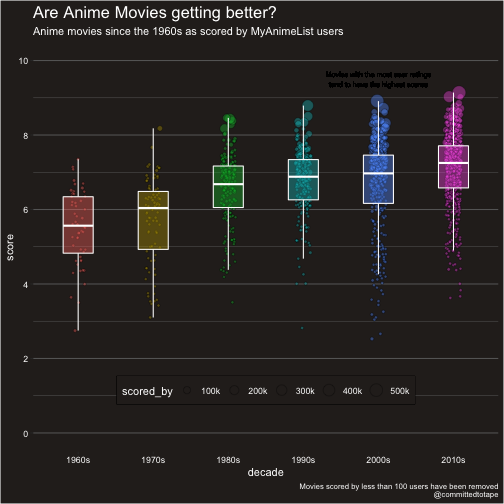 Are Anime Movies getting better?
Anime movies since the 1960s as scored by MyAnimeList users
10
Movies with the most user ratings
tend to have the highest scores
8
6
score
4
2
scored_by 100k 200k 300k 400k 500k
0
1960s 1970s 1980s 1990s 2000s 2010s
decade
Movies scored by less than 100 users have been removed
@committedtotape